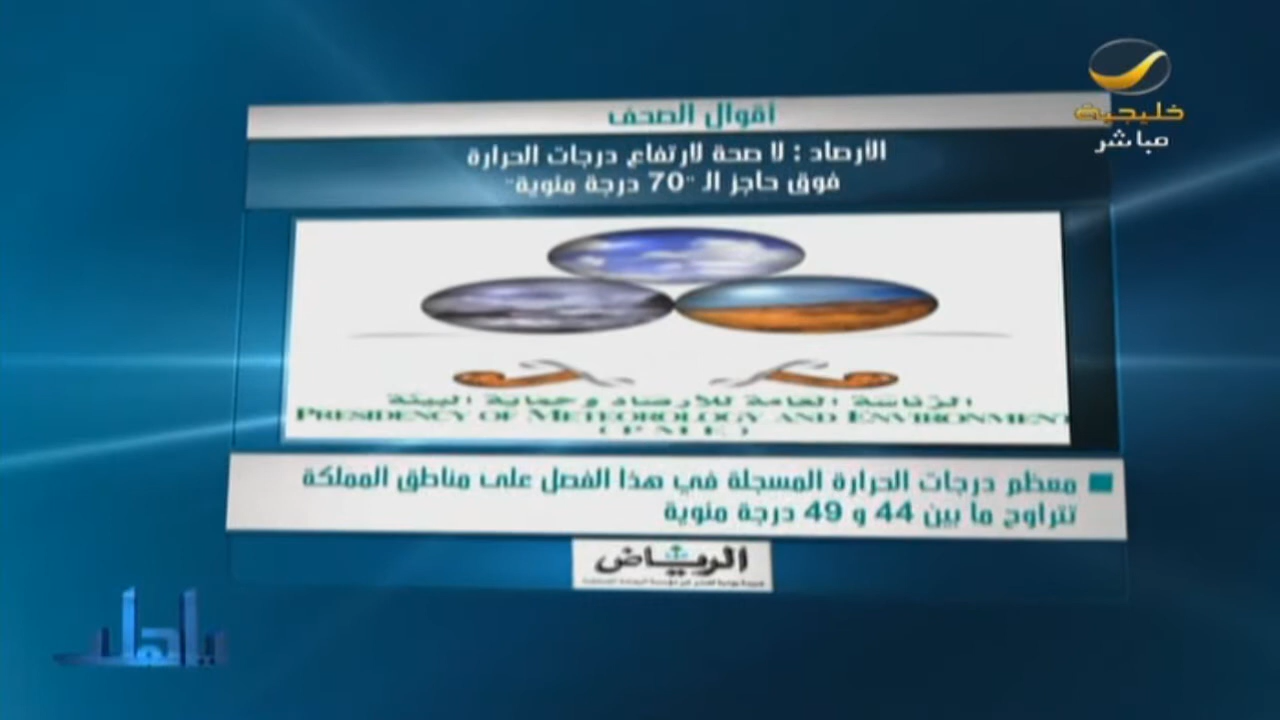 خليجية
مباشر
أقوال الصحف
الأرصاد : لا صحة لارتفاع درجات الحرارة
فوق حاجز الـ "70 درجة مئوية"
الرئاسة العامة للأرصاد وحماية البيئة
PRESIDENCY OF METEOROLOGY AND ENVIRONMENT
( P M E )
معظم درجات الحرارة المسجلة في هذا الفصل على مناطق المملكة
تتراوح ما بين 44 و 49 درجة مئوية
الرياض
ياهلا